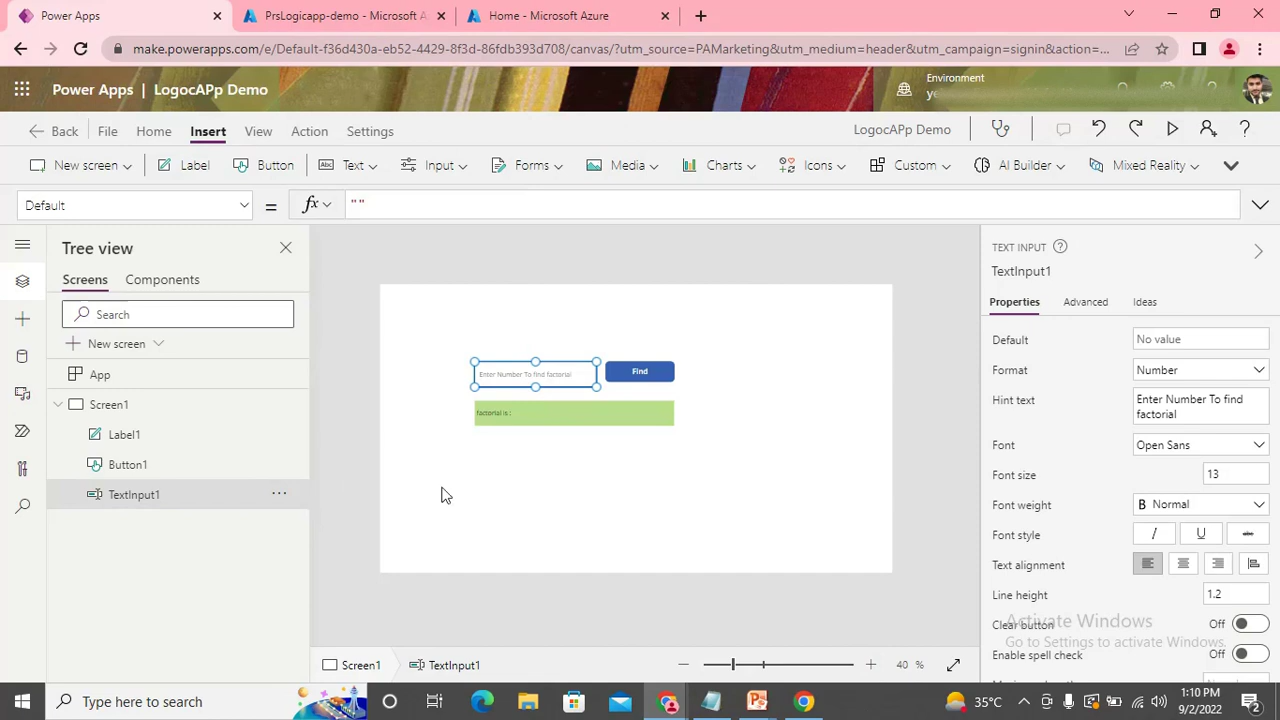 Power Apps
PrsLogicapp-demo - Microsoft A
Home - Microsoft Azure
make.powerapps.com/e/Default-f36d430a-eb52-4429-8f3d-86fdb3193d708/canvas/?utm_source=PAMarketing&utm_medium=header&utm_campaign=signin&action=...
Power Apps | LogocAPp Demo
Environment
Back File Home Insert View Action Settings
LogocAPp Demo
New screen Label Button Text Input Forms Media Charts Icons Custom AI Builder Mixed Reality
Default = fx ""
Tree view
Screens Components
Search
New screen
App
Screen1
Label1
Button1
TextInput1
Enter Number To find factorial
Find
factorial is :
Screen1 TextInput1
40 %
TEXT INPUT
TextInput1
Properties Advanced Ideas
Default No value
Format Number
Hint text Enter Number To find
factorial
Font Open Sans
Font size 13
Font weight B Normal
Font style
Text alignment
Line height 1.2
Clear button Off
Enable spell check Off
Activate Windows
Go to Settings to activate Windows.
Type here to search
35°C
1:10 PM
9/2/2022
2